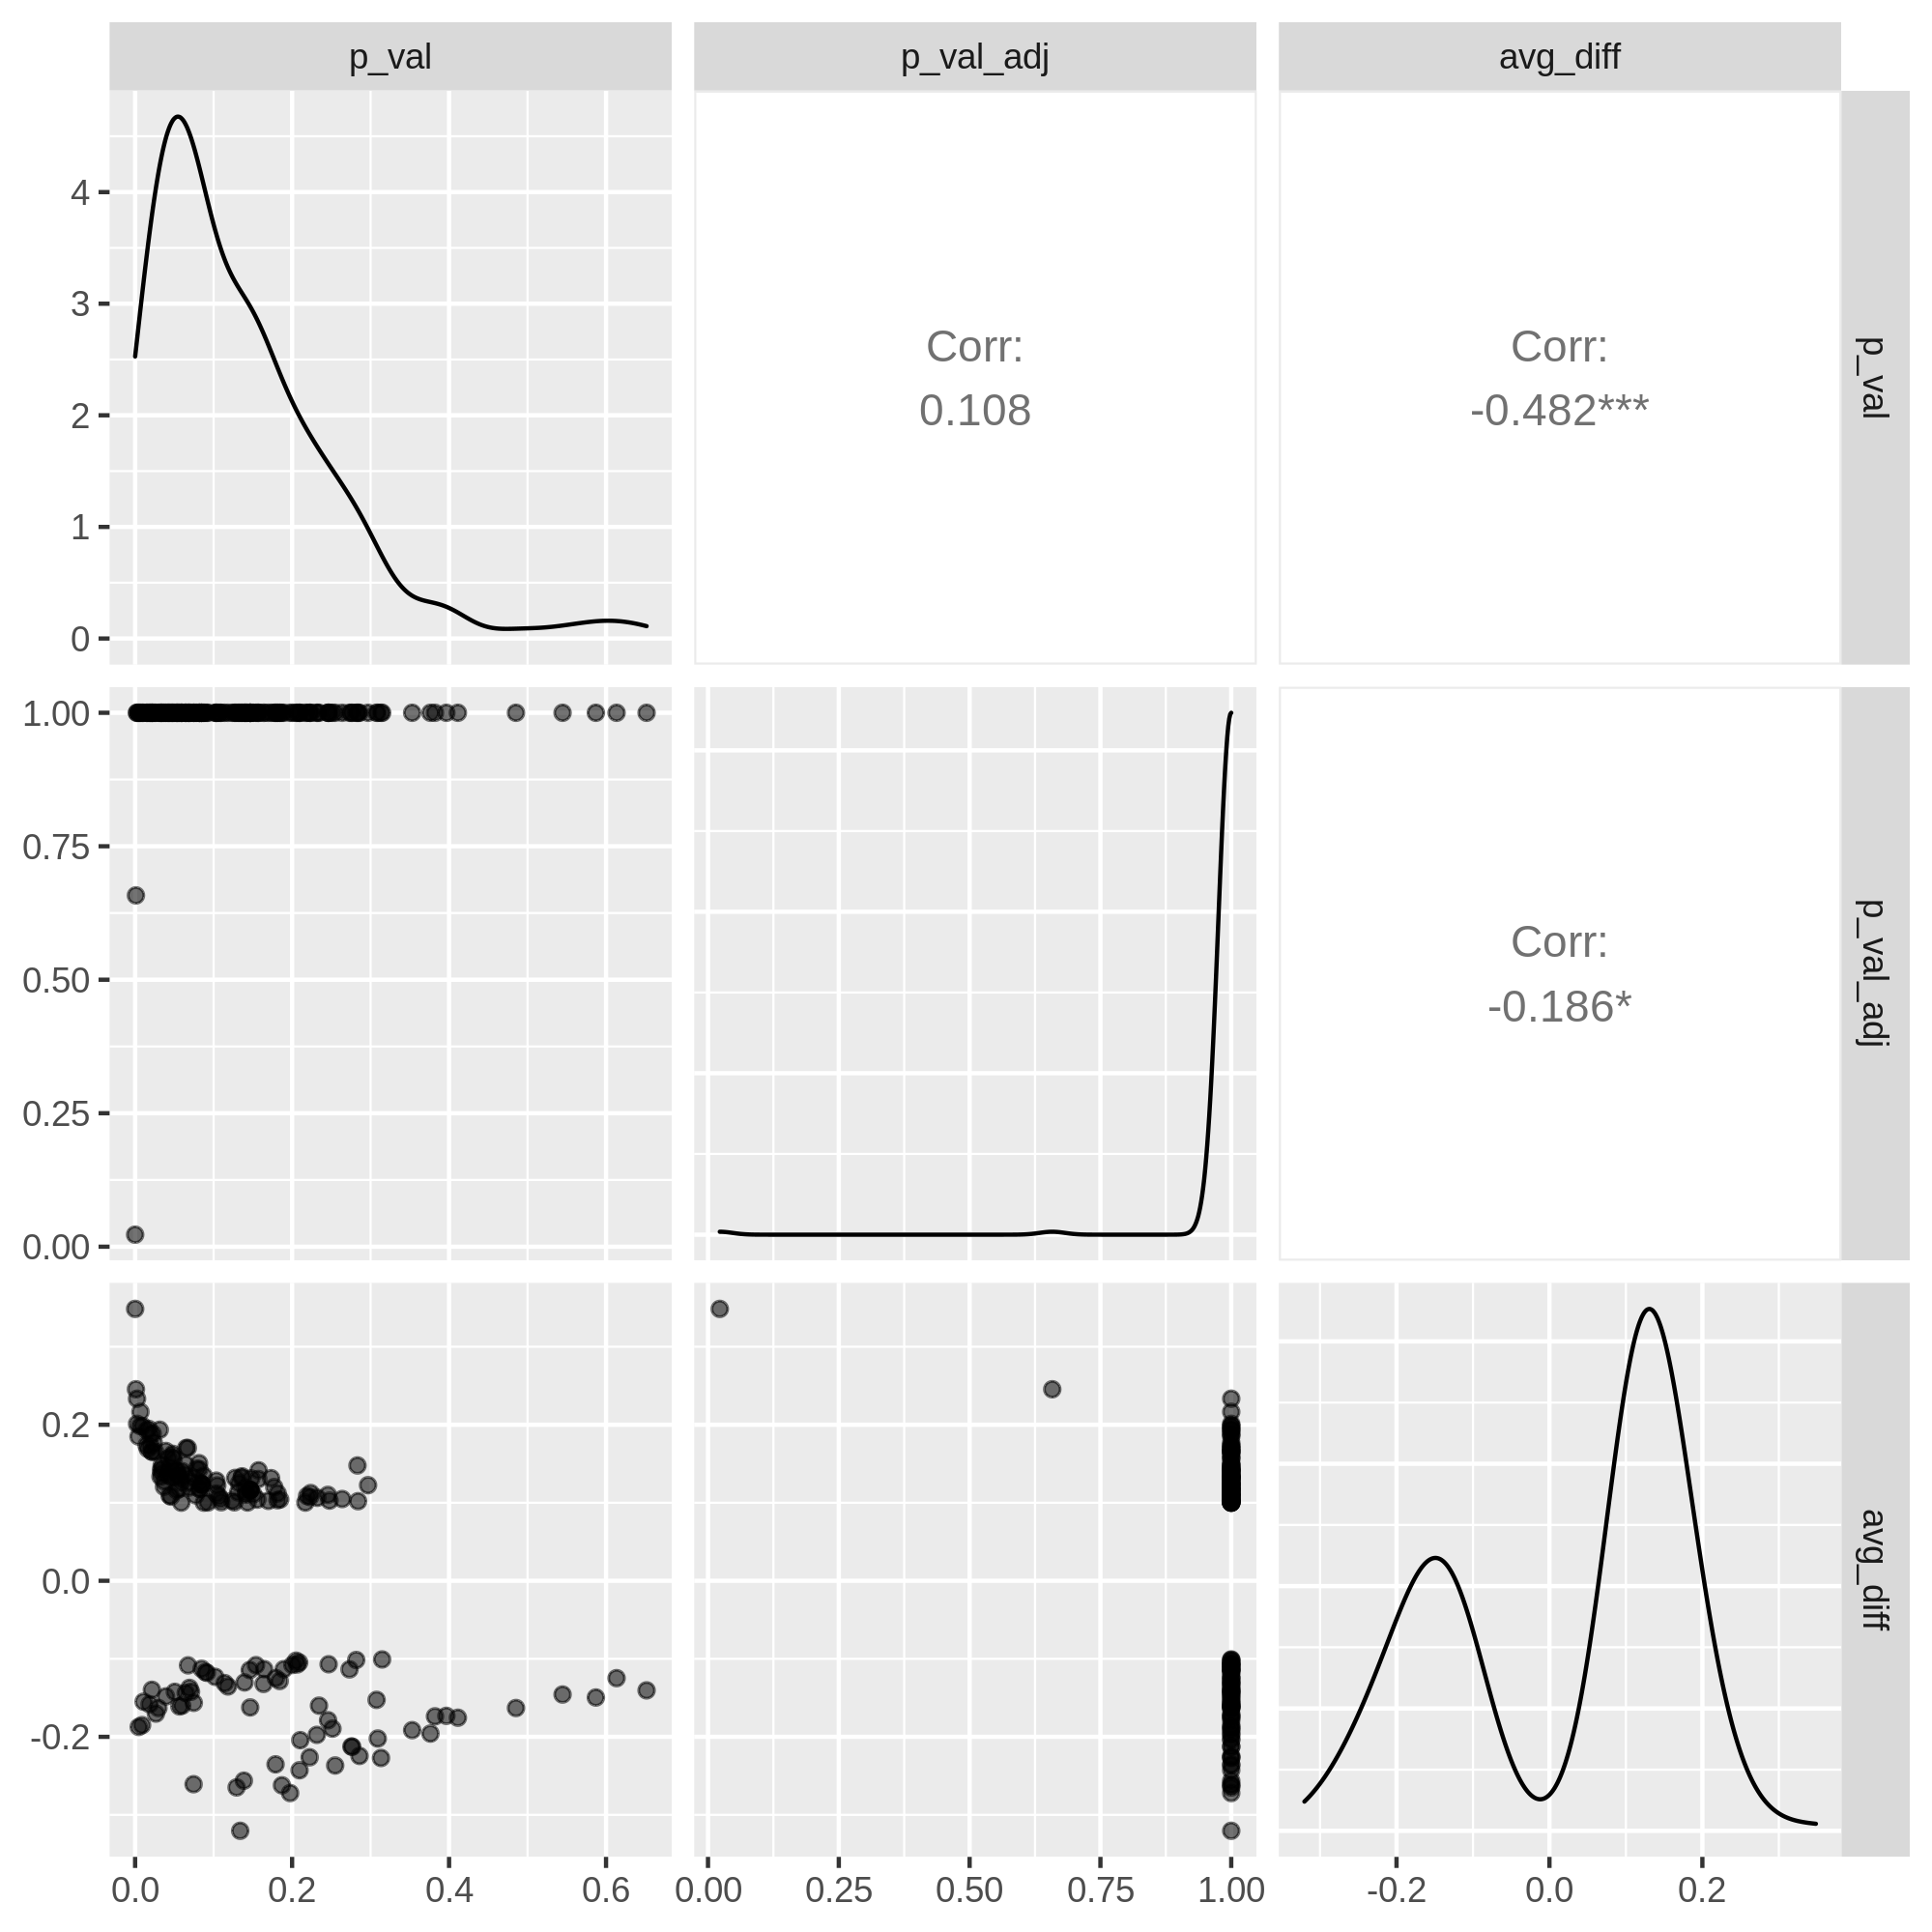 p_val p_val_adj avg_diff
4
3
2
1
0
Corr:
0.108
Corr:
-0.482***
p_val
1.00
0.75
0.50
0.25
0.00
Corr:
-0.186*
p_val_adj
0.2
0.0
-0.2
avg_diff
0.0 0.2 0.4 0.6 0.00 0.25 0.50 0.75 1.00 -0.2 0.0 0.2